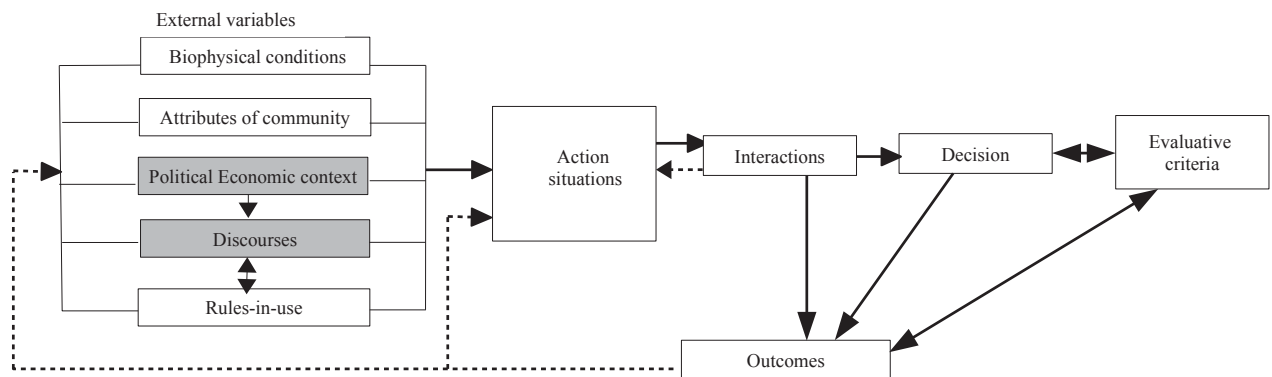 External variables
Biophysical conditions
Attributes of community
Political Economic context
Discourses
Rules-in-use
Action
situations
Interactions
Decision
Evaluative
criteria
Outcomes